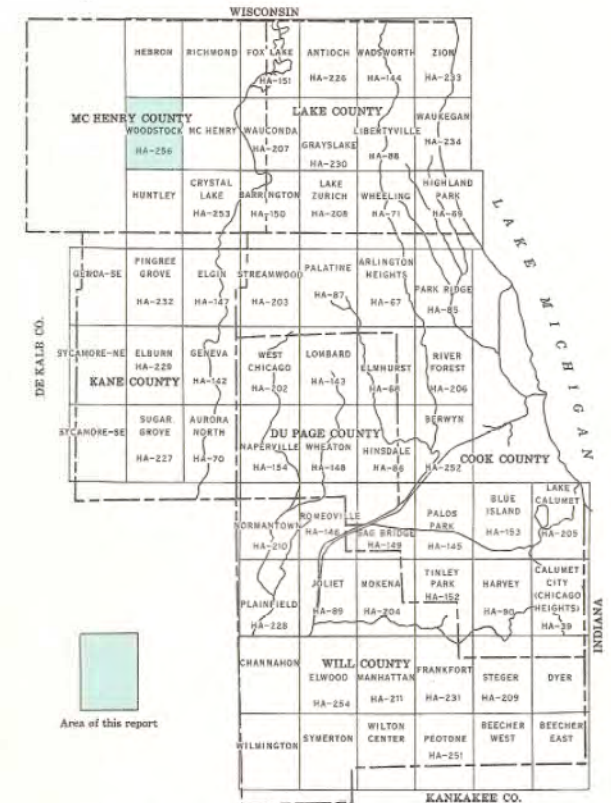 WISCONSIN
HEBRON RICHMOND FOX LAKE ANTIOCH WADSWORTH ZION
HA-151 HA-226 HA-144 HA-233
MC HENRY COUNTY LAKE COUNTY
WOODSTOCK MC HENRY WAUCONDA GRAYSLAKE LIBERTYVILLE WAUKEGAN
HA-256 HA-207 HA-230 HA-88 HA-234
HUNTLEY CRYSTAL LAKE BARRINGTON LAKE ZURICH WHEELING HIGHLAND PARK
HA-253 HA-150 HA-208 HA-71 HA-69
LAKE MICHIGAN
GENOA-SE PINGREE GROVE ELGIN STREAMWOOD PALATINE ARLINGTON HEIGHTS PARK RIDGE
HA-232 HA-147 HA-203 HA-87 HA-67 HA-85
DE KALB CO.
SYCAMORE-NE ELBURN GENEVA WEST CHICAGO LOMBARD ELMHURST RIVER FOREST
HA-229 HA-142 HA-202 HA-143 HA-68 HA-206
KANE COUNTY
SYCAMORE-SE SUGAR GROVE AURORA NORTH NAPERVILLE WHEATON HINSDALE BERWYN
HA-227 HA-70 HA-154 HA-148 HA-86 HA-252
DU PAGE COUNTY
COOK COUNTY
NORMANTOWN ROMEOVILLE SAG BRIDGE PALOS PARK BLUE ISLAND LAKE CALUMET
HA-210 HA-146 HA-149 HA-145 HA-153 HA-205
PLAINFIELD JOLIET MOKENA TINLEY PARK HARVEY CALUMET CITY (CHICAGO HEIGHTS)
HA-228 HA-89 HA-204 HA-152 HA-90 HA-39
INDIANA
CHANNAHON ELWOOD MANHATTAN FRANKFORT STEGER DYER
HA-254 HA-211 HA-231 HA-209
WILL COUNTY
WILMINGTON SYMERTON WILTON CENTER PEOTONE BEECHER WEST BEECHER EAST
HA-251
KANKAKEE CO.
Area of this report